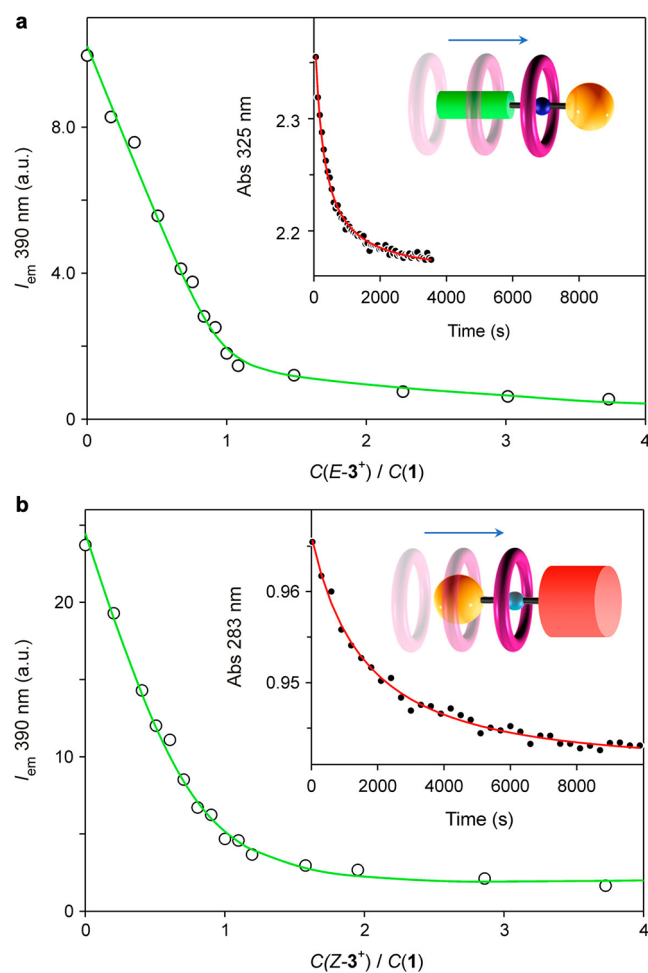 a
8.0
4.0
0
I_em 390 nm (a.u.)
0 1 2 3 4
C(E-3⁺) / C(1)
2.3
2.2
Abs 325 nm
0 2000 4000 6000 8000
Time (s)
b
20
10
0
I_em 390 nm (a.u.)
0 1 2 3 4
C(Z-3⁺) / C(1)
0.96
0.95
Abs 283 nm
0 2000 4000 6000 8000
Time (s)